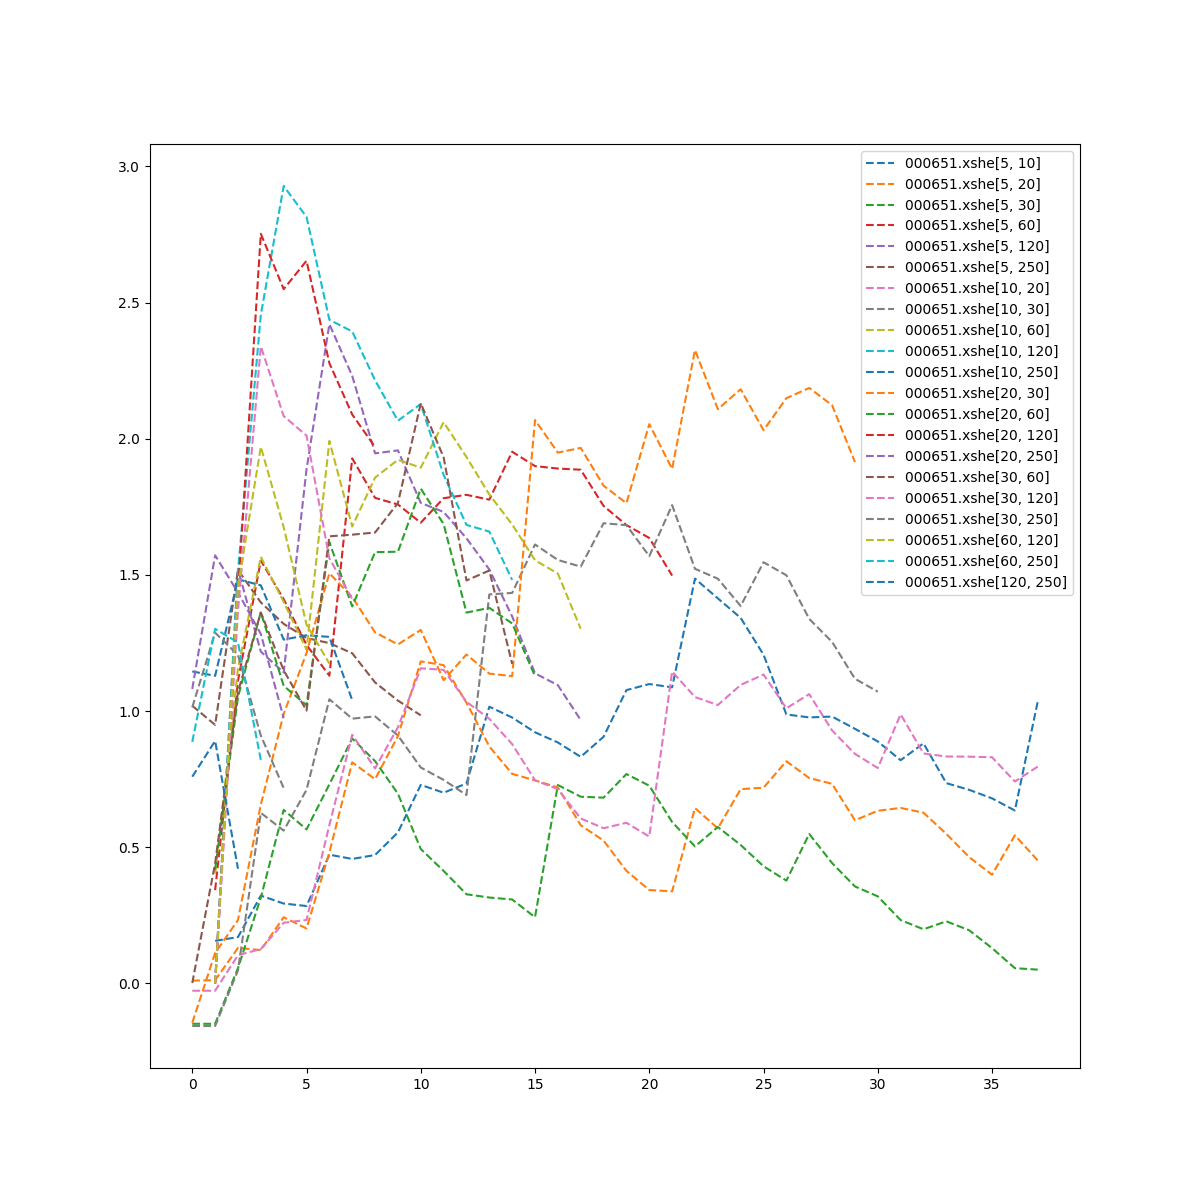 3.0
2.5
2.0
1.5
1.0
0.5
0.0
0 5 10 15 20 25 30 35
000651.xshe[5, 10]
000651.xshe[5, 20]
000651.xshe[5, 30]
000651.xshe[5, 60]
000651.xshe[5, 120]
000651.xshe[5, 250]
000651.xshe[10, 20]
000651.xshe[10, 30]
000651.xshe[10, 60]
000651.xshe[10, 120]
000651.xshe[10, 250]
000651.xshe[20, 30]
000651.xshe[20, 60]
000651.xshe[20, 120]
000651.xshe[20, 250]
000651.xshe[30, 60]
000651.xshe[30, 120]
000651.xshe[30, 250]
000651.xshe[60, 120]
000651.xshe[60, 250]
000651.xshe[120, 250]